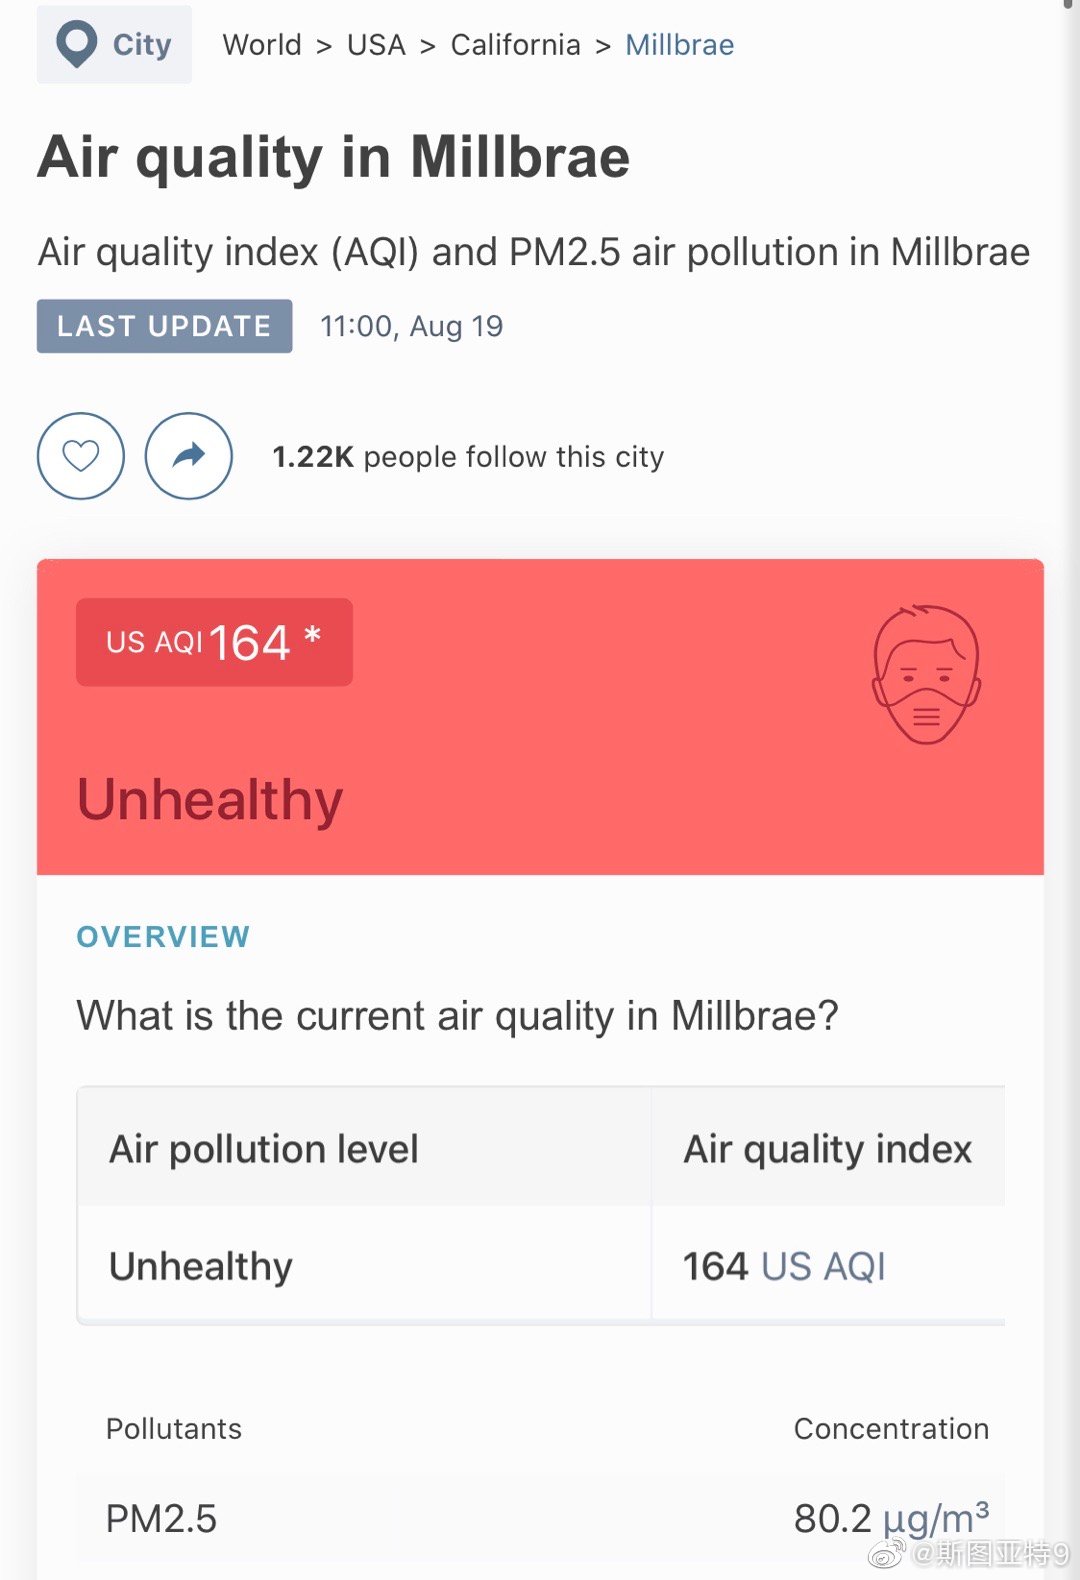 City World > USA > California > Millbrae
Air quality in Millbrae
Air quality index (AQI) and PM2.5 air pollution in Millbrae
LAST UPDATE 11:00, Aug 19
1.22K people follow this city
US AQI 164 *
Unhealthy
OVERVIEW
What is the current air quality in Millbrae?
Air pollution level Air quality index
Unhealthy 164 US AQI
Pollutants Concentration
PM2.5 80.2 µg/m³
@斯图亚特9